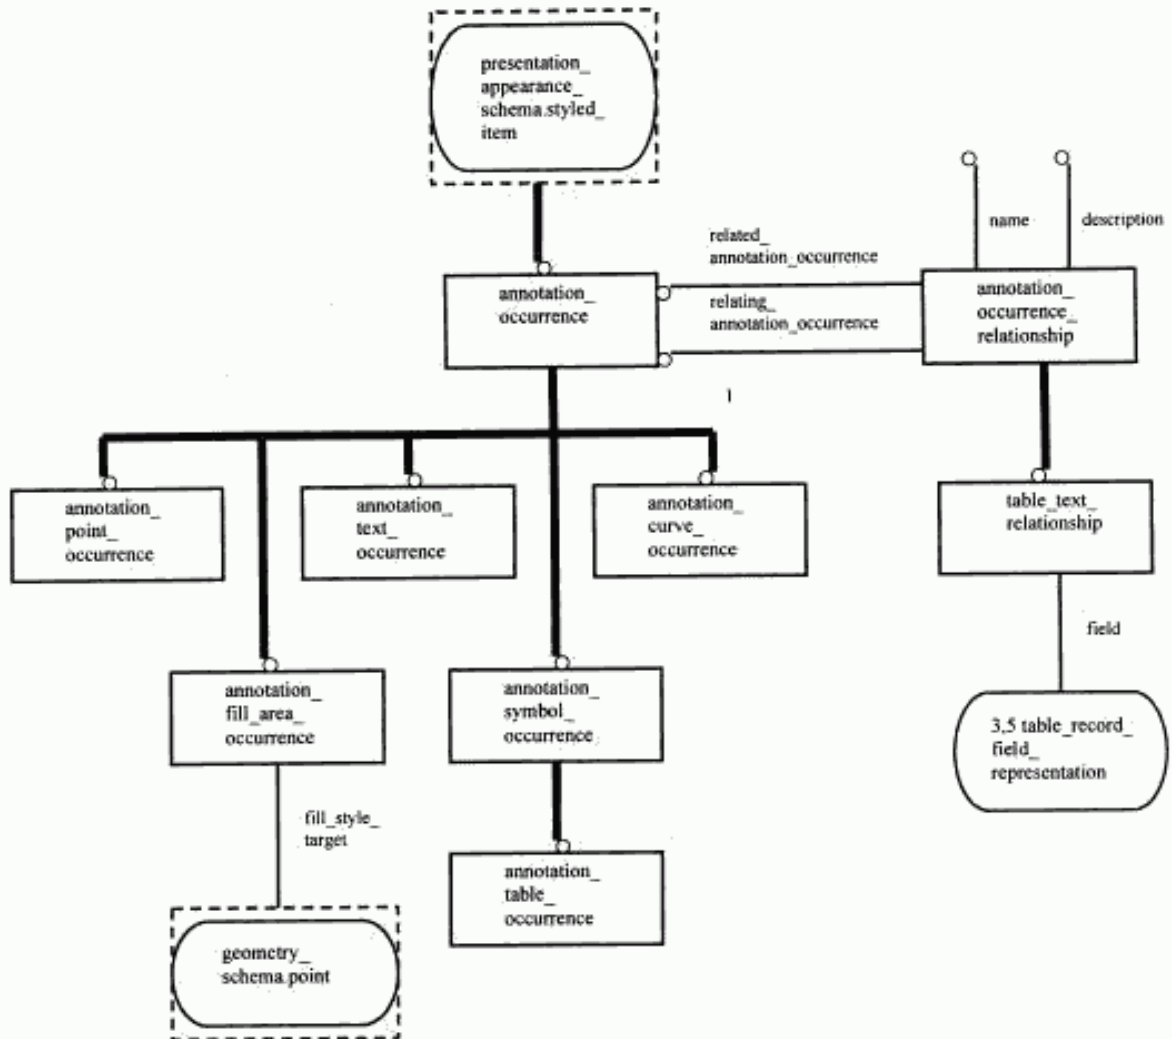 presentation_
appearance_
schema.styled_
item
name
description
related_
annotation_occurrence
annotation_
occurrence
relating_
annotation_occurrence
annotation_
occurrence_
relationship
annotation_
point_
occurrence
annotation_
text_
occurrence
annotation_
curve_
occurrence
table_text_
relationship
field
annotation_
fill_area_
occurrence
annotation_
symbol_
occurrence
3,5 table_record_
field_
representation
fill_style_
target
annotation_
table_
occurrence
geometry_
schema.point